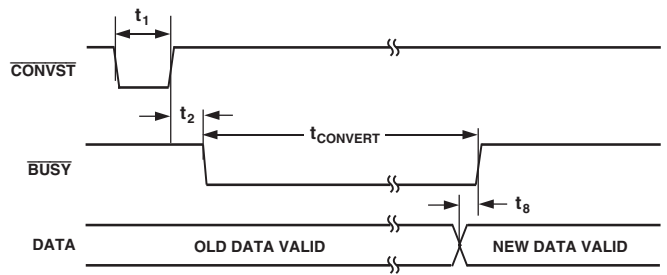 t1
CONVST
t2
tCONVERT
BUSY
t8
DATA
OLD DATA VALID
NEW DATA VALID